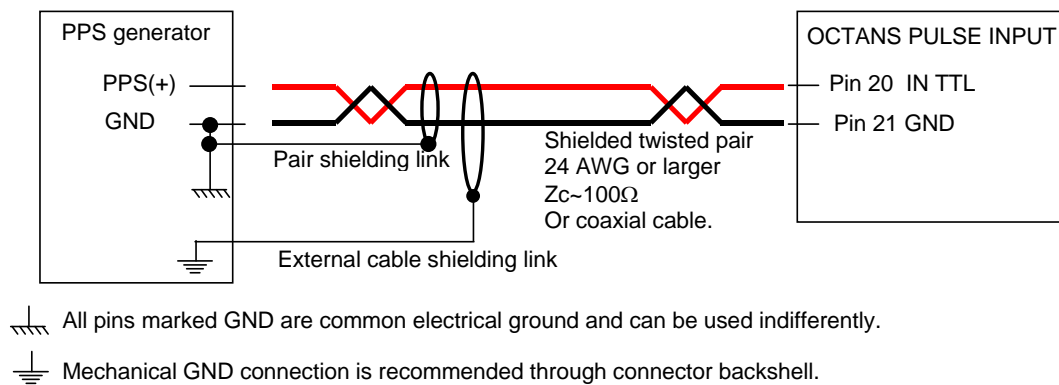 PPS generator
OCTANS PULSE INPUT
PPS(+)
Pin 20 IN TTL
GND
Pin 21 GND
Pair shielding link
Shielded twisted pair
24 AWG or larger
Zc~100Ω
Or coaxial cable.
External cable shielding link
All pins marked GND are common electrical ground and can be used indifferently.
Mechanical GND connection is recommended through connector backshell.